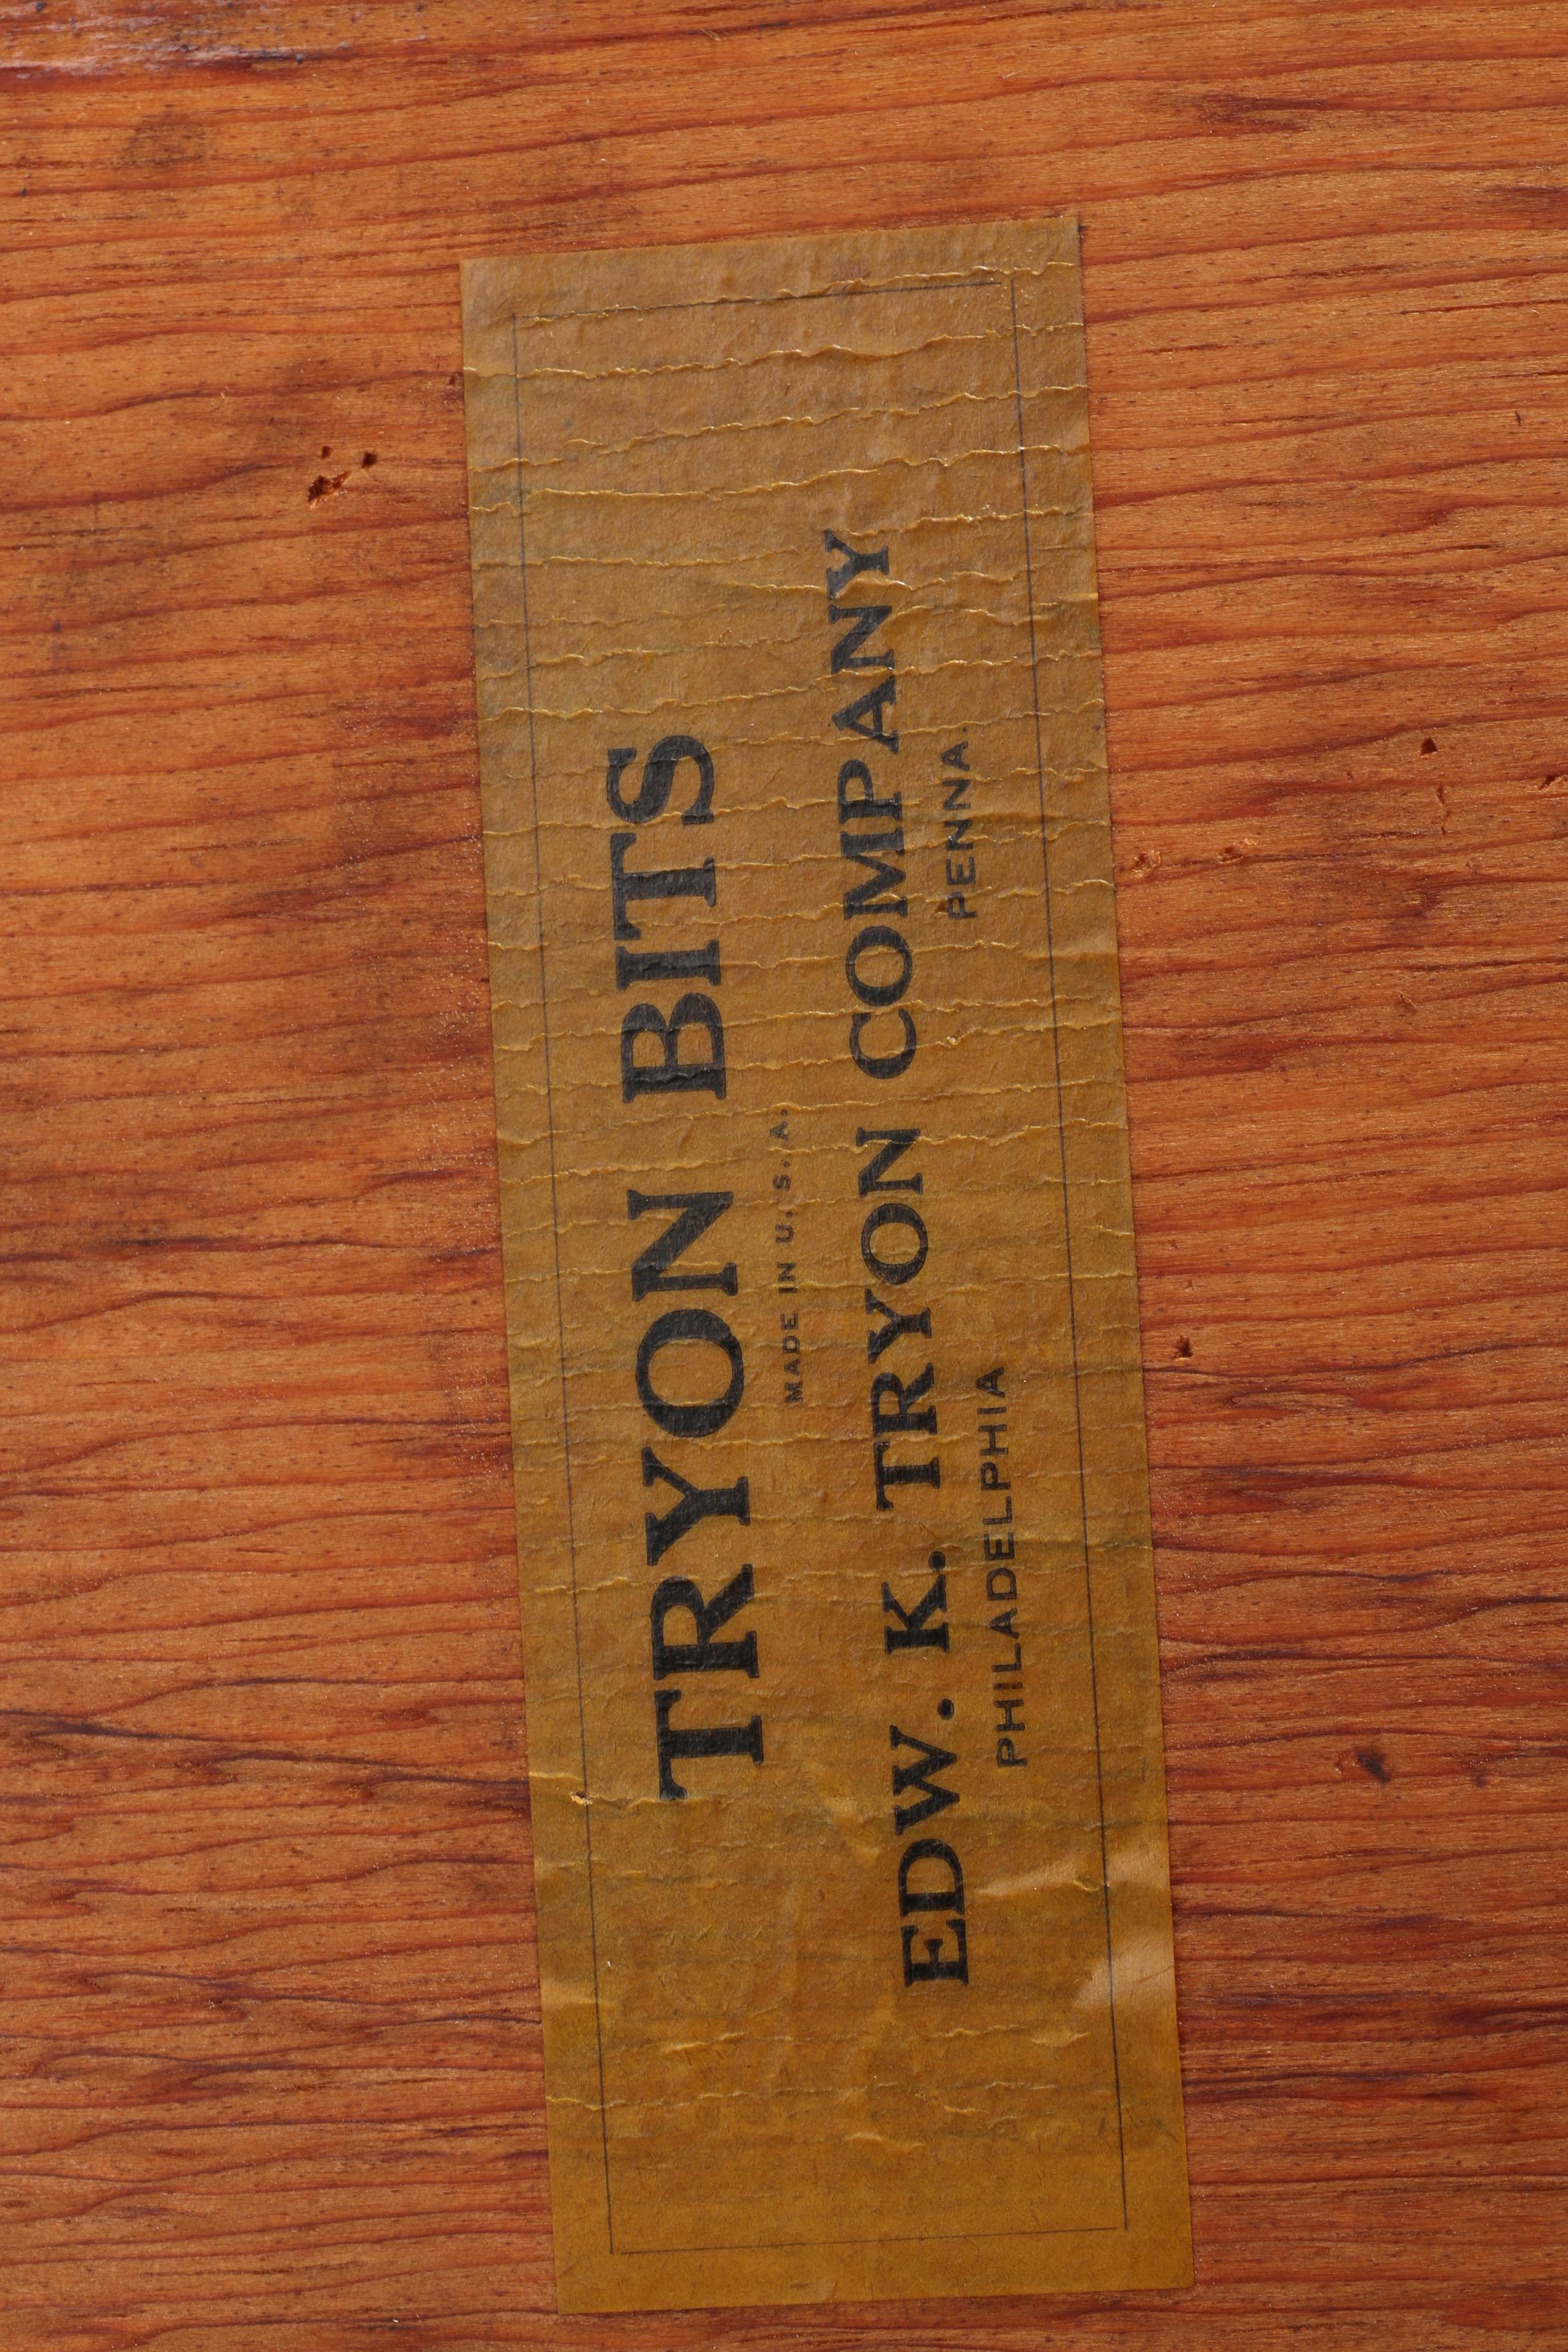 TRYON BITS
MADE IN U.S.A.
EDW. K. TRYON COMPANY
PHILADELPHIA PENNA.